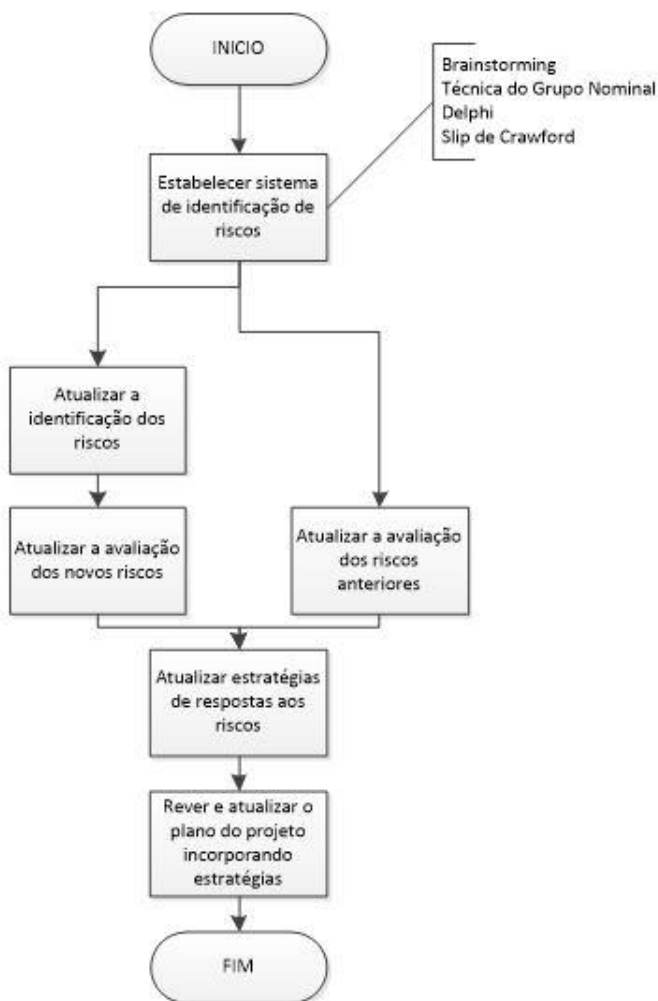 INICIO
Brainstorming
Técnica do Grupo Nominal
Delphi
Slip de Crawford
Estabelecer sistema
de identificação de
riscos
Atualizar a
identificação dos
riscos
Atualizar a avaliação
dos novos riscos
Atualizar a avaliação
dos riscos
anteriores
Atualizar estratégias
de respostas aos
riscos
Rever e atualizar o
plano do projeto
incorporando
estratégias
FIM